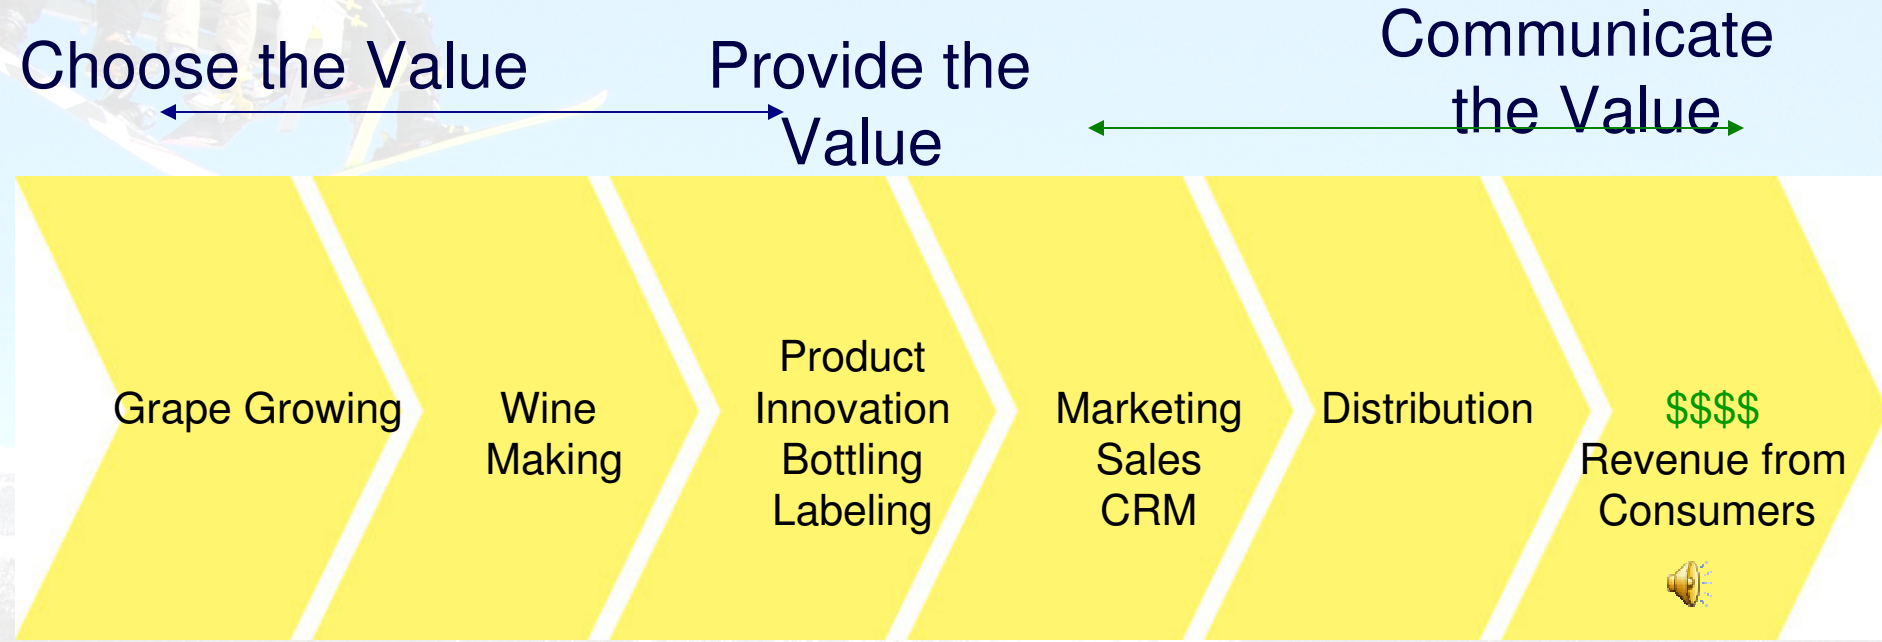 Choose the Value
Provide the
Value
Communicate
the Value
Grape Growing
Wine
Making
Product
Innovation
Bottling
Labeling
Marketing
Sales
CRM
Distribution
$$$$
Revenue from
Consumers